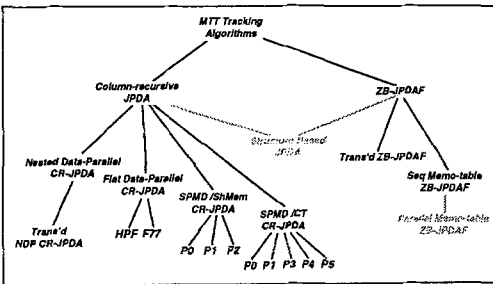 MTT Tracking
Algorithms
Column-recursive
JPDA
ZB-JPDAF
Structure Based
JPDA
Nested Data-Parallel
CR-JPDA
Flat Data-Parallel
CR-JPDA
SPMD /ShMem
CR-JPDA
SPMD /CT
CR-JPDA
Trans'd ZB-JPDAF
Seq Memo-table
ZB-JPDAF
Trans'd
NDP CR-JPDA
HPF F77
P0 P1 P2
P0 P1 P3 P4 P5
Parallel Memo-table
ZB-JPDAF